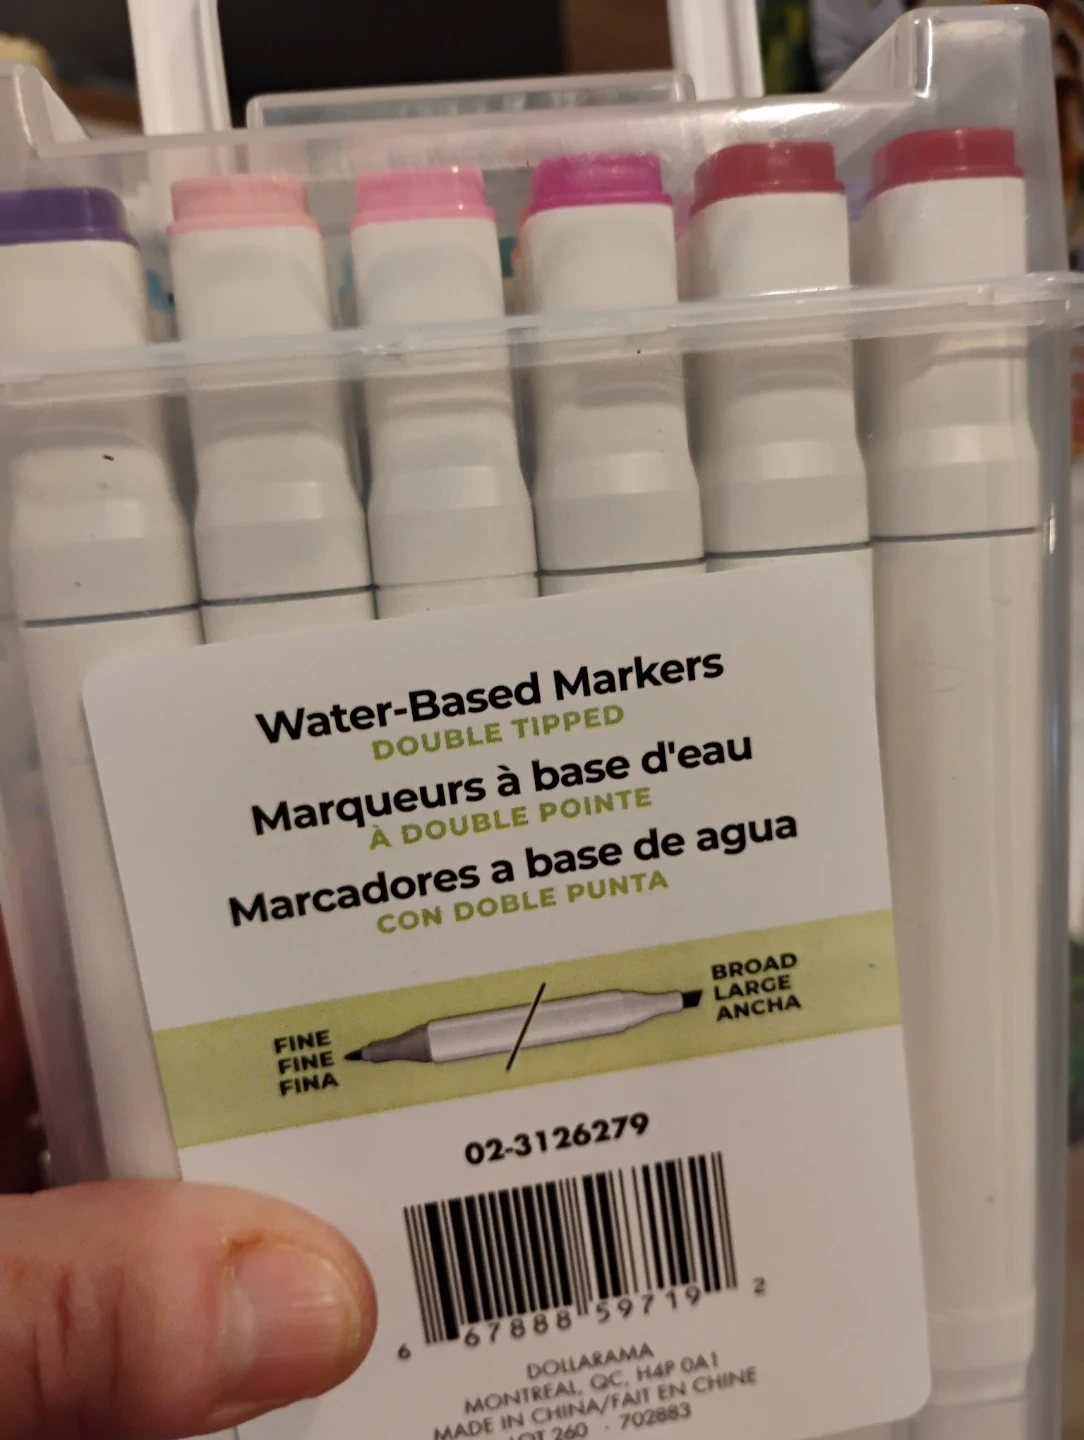 Water-Based Markers
DOUBLE TIPPED
Marqueurs à base d'eau
À DOUBLE POINTE
Marcadores a base de agua
CON DOBLE PUNTA
FINE
FINE
FINA
BROAD
LARGE
ANCHA
02-3126279
6 67888 59719 2
DOLLARAMA
MONTREAL, QC, H4P 0A1
MADE IN CHINA/FAIT EN CHINE
LOT 260 · 702883